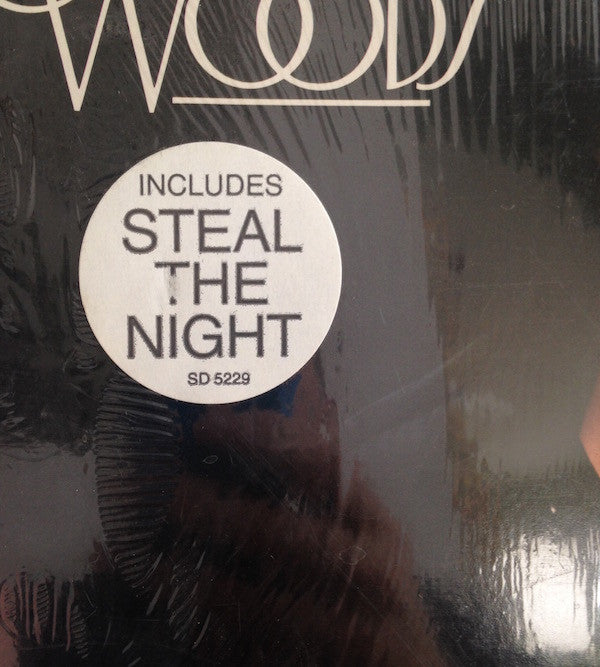 WOODS
INCLUDES
STEAL
THE
NIGHT
SD 5229